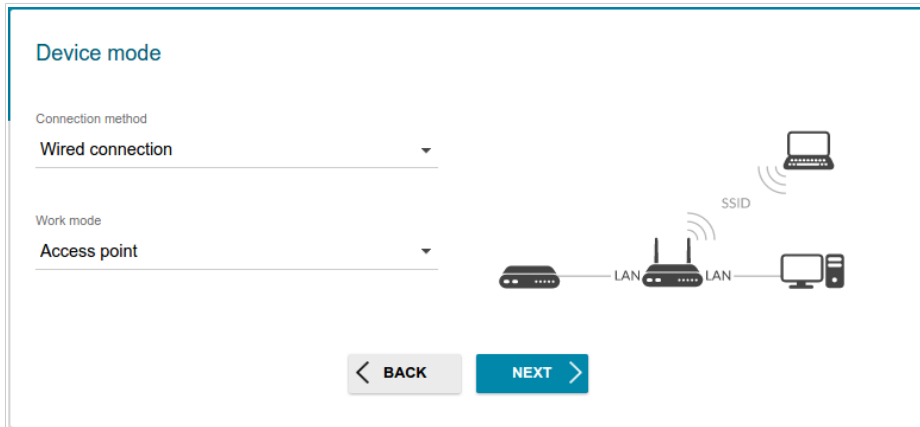 Device mode
Connection method
Wired connection
Work mode
Access point
SSID
LAN
LAN
BACK
NEXT